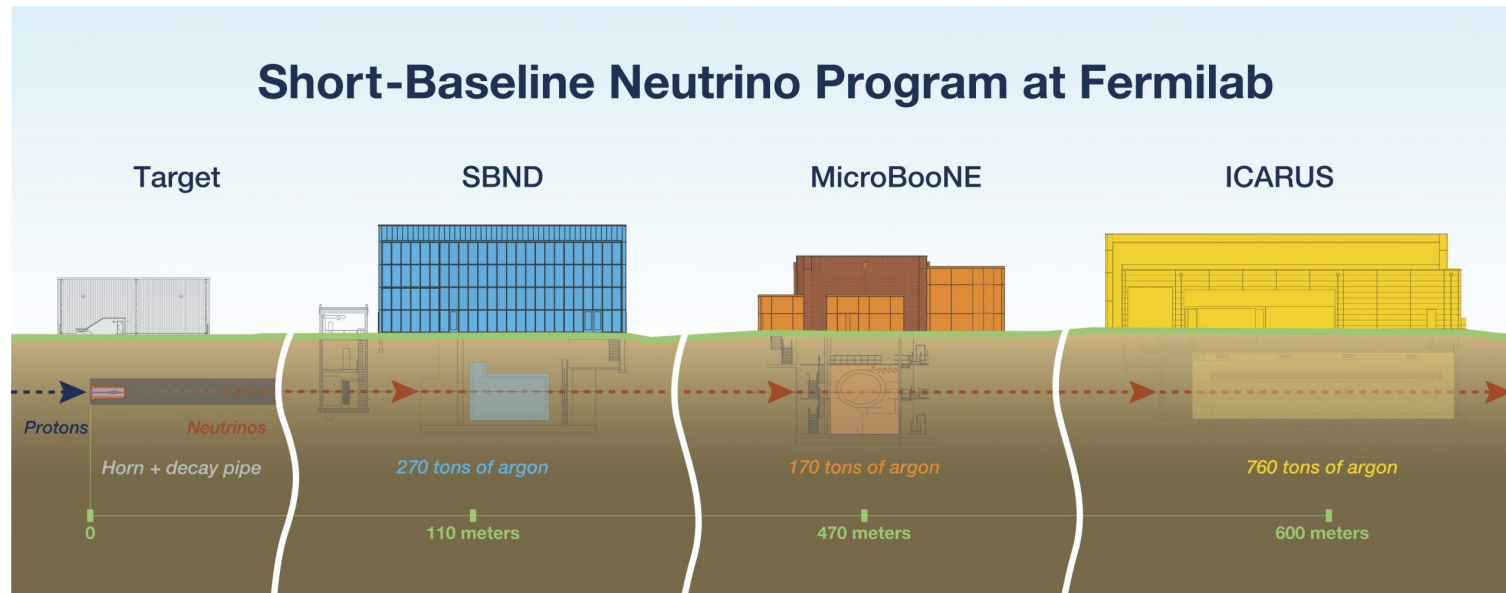 Short-Baseline Neutrino Program at Fermilab
Target
SBND
MicroBooNE
ICARUS
Protons
Neutrinos
Horn + decay pipe
270 tons of argon
170 tons of argon
760 tons of argon
0
110 meters
470 meters
600 meters